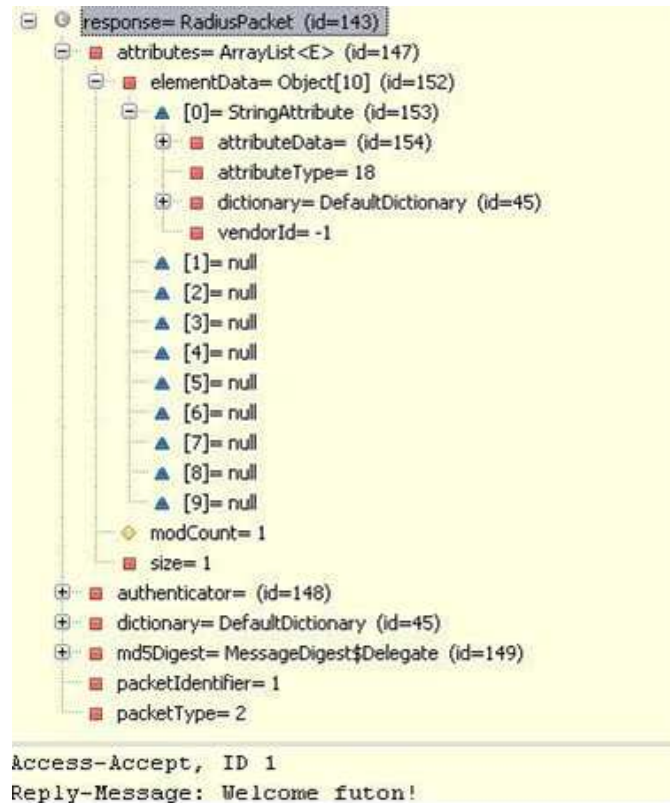 response= RadiusPacket (id=143)
attributes= ArrayList<E> (id=147)
elementData= Object[10] (id=152)
[0]= StringAttribute (id=153)
attributeData= (id=154)
attributeType= 18
dictionary= DefaultDictionary (id=45)
vendorId= -1
[1]= null
[2]= null
[3]= null
[4]= null
[5]= null
[6]= null
[7]= null
[8]= null
[9]= null
modCount= 1
size= 1
authenticator= (id=148)
dictionary= DefaultDictionary (id=45)
md5Digest= MessageDigest$Delegate (id=149)
packetIdentifier= 1
packetType= 2
Access-Accept, ID 1
Reply-Message: Welcome futon!